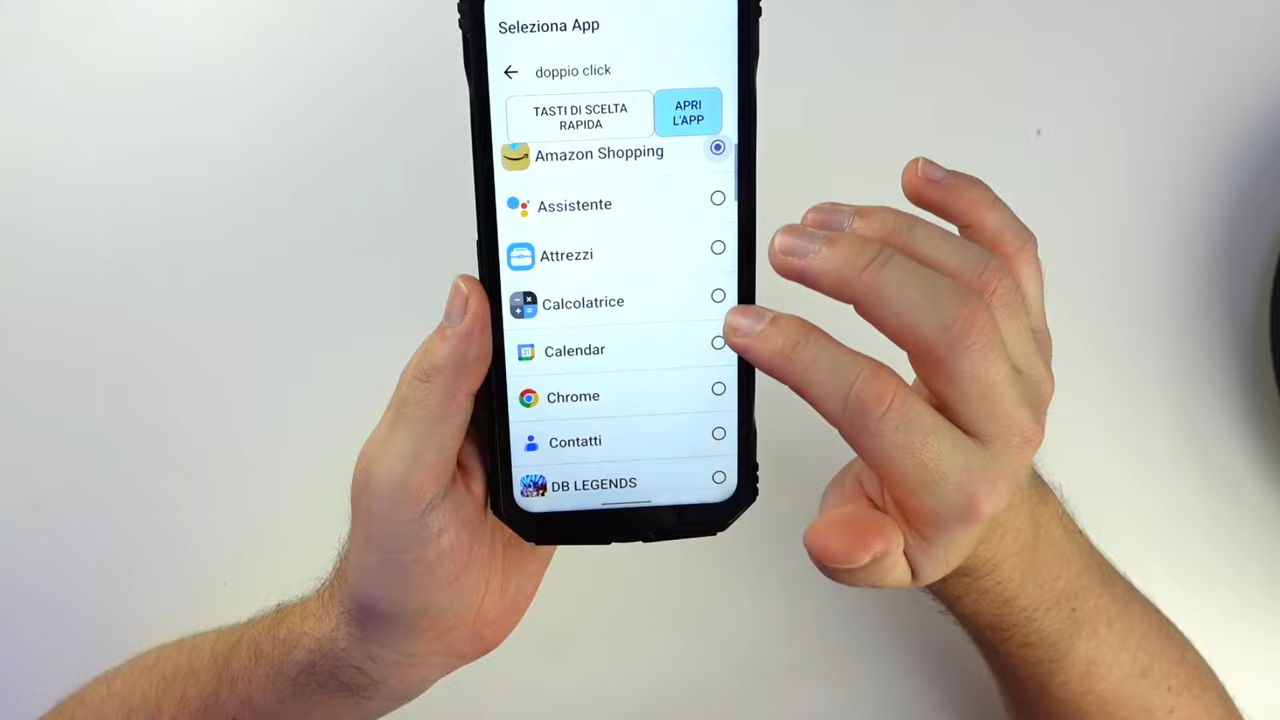 Seleziona App
doppio click
TASTI DI SCELTA
RAPIDA
APRI
L'APP
Amazon Shopping
Assistente
Attrezzi
Calcolatrice
Calendar
Chrome
Contatti
DB LEGENDS